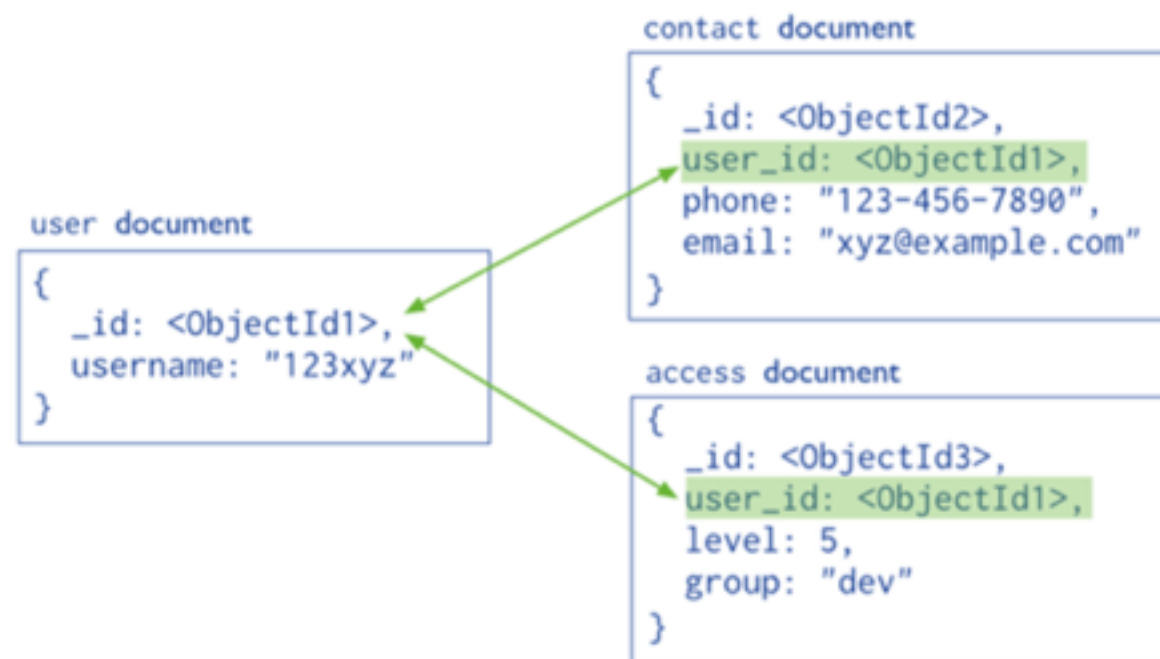 contact document
{
_id: <ObjectId2>,
user_id: <ObjectId1>,
phone: "123-456-7890",
email: "xyz@example.com"
}
user document
{
_id: <ObjectId1>,
username: "123xyz"
}
access document
{
_id: <ObjectId3>,
user_id: <ObjectId1>,
level: 5,
group: "dev"
}